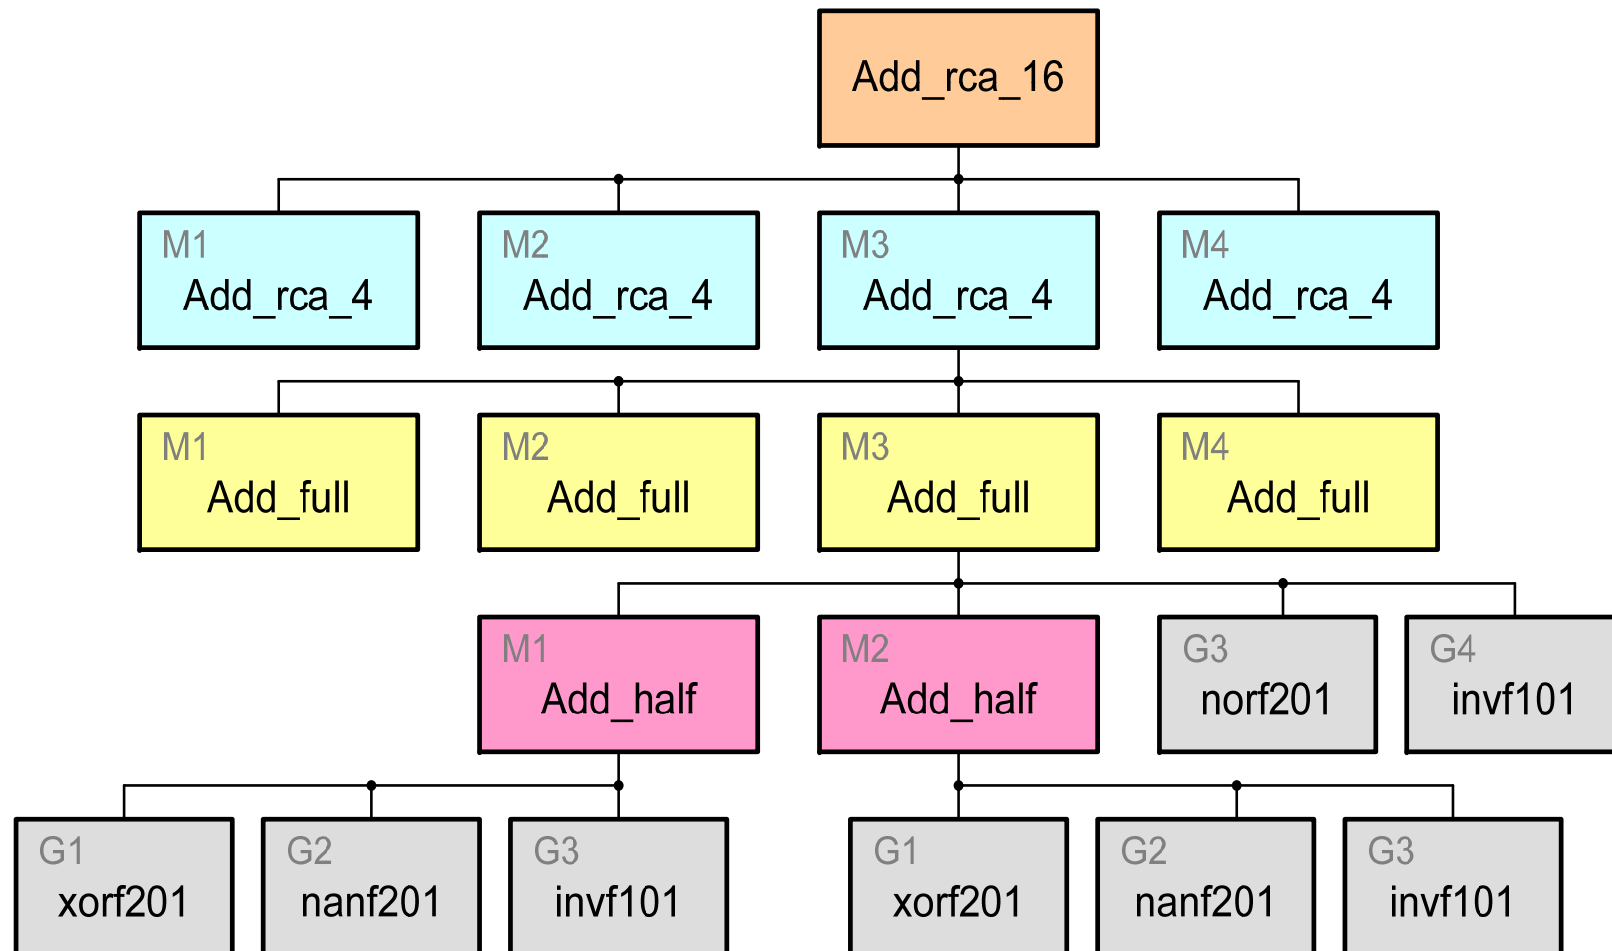 Add_rca_16
M1
Add_rca_4
M2
Add_rca_4
M3
Add_rca_4
M4
Add_rca_4
M1
Add_full
M2
Add_full
M3
Add_full
M4
Add_full
M1
Add_half
M2
Add_half
G3
norf201
G4
invf101
G1
xorf201
G2
nanf201
G3
invf101
G1
xorf201
G2
nanf201
G3
invf101